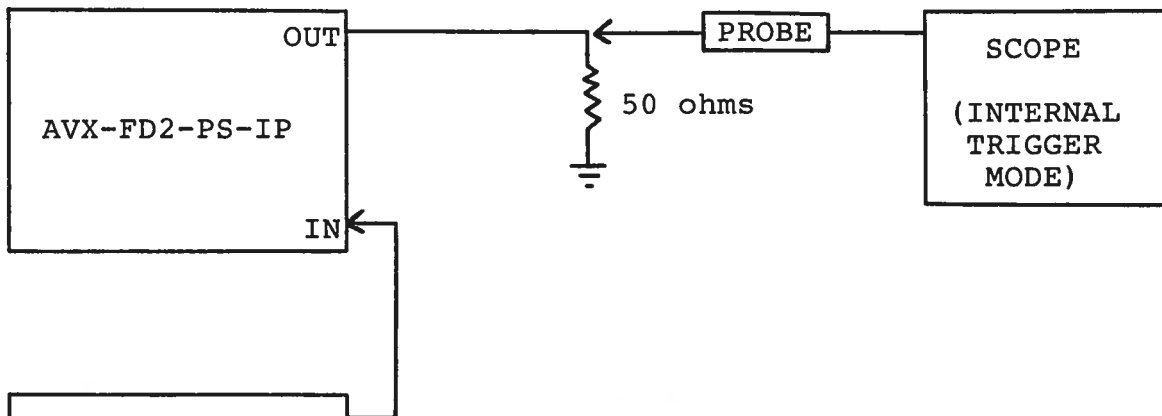 OUT
PROBE
SCOPE
50 ohms
AVX-FD2-PS-IP
(INTERNAL
TRIGGER
MODE)
IN